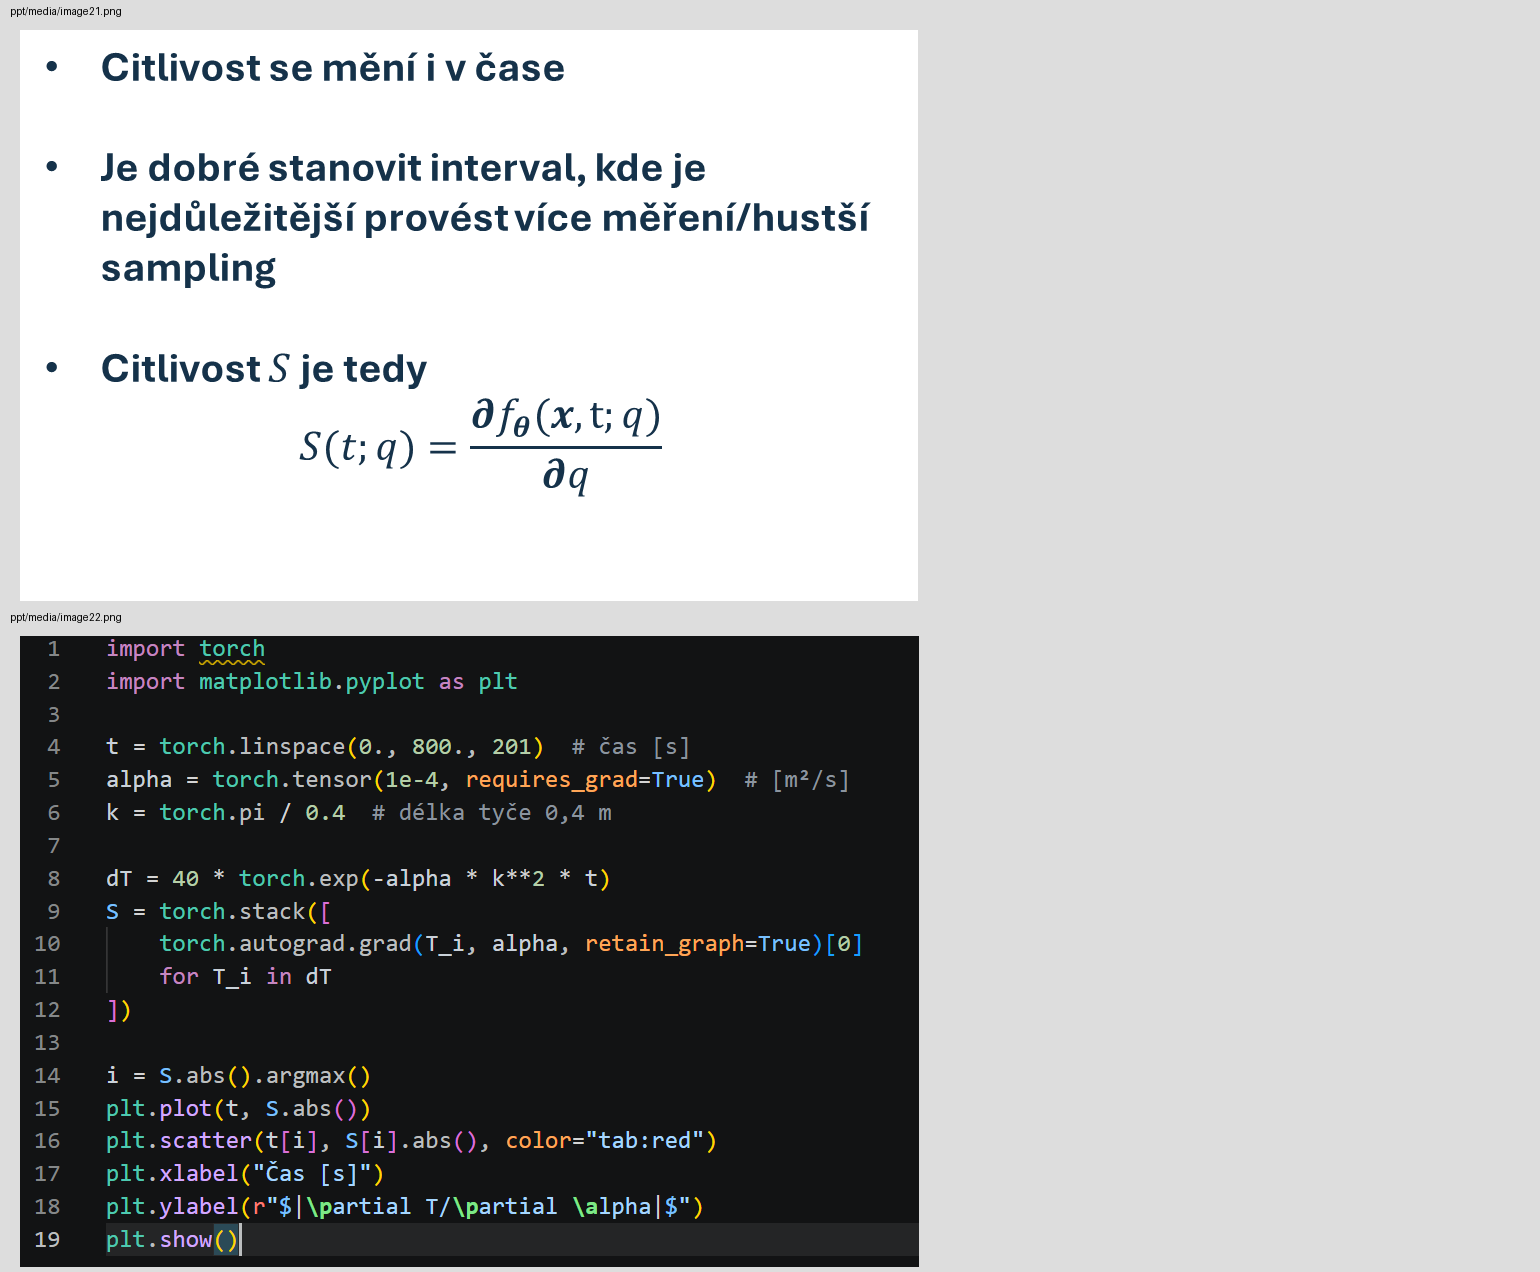 ppt/media/image21.png
• Citlivost se mění i v čase
• Je dobré stanovit interval, kde je
nejdůležitější provést více měření/hustší
sampling
• Citlivost S je tedy
S(t; q) = ∂f_θ(x, t; q) / ∂q
ppt/media/image22.png
1 import torch
2 import matplotlib.pyplot as plt
3
4 t = torch.linspace(0., 800., 201)  # čas [s]
5 alpha = torch.tensor(1e-4, requires_grad=True)  # [m²/s]
6 k = torch.pi / 0.4  # délka tyče 0,4 m
7
8 dT = 40 * torch.exp(-alpha * k**2 * t)
9 S = torch.stack([
10     torch.autograd.grad(T_i, alpha, retain_graph=True)[0]
11     for T_i in dT
12 ])
13
14 i = S.abs().argmax()
15 plt.plot(t, S.abs())
16 plt.scatter(t[i], S[i].abs(), color="tab:red")
17 plt.xlabel("Čas [s]")
18 plt.ylabel(r"$|\partial T/\partial \alpha|$")
19 plt.show()